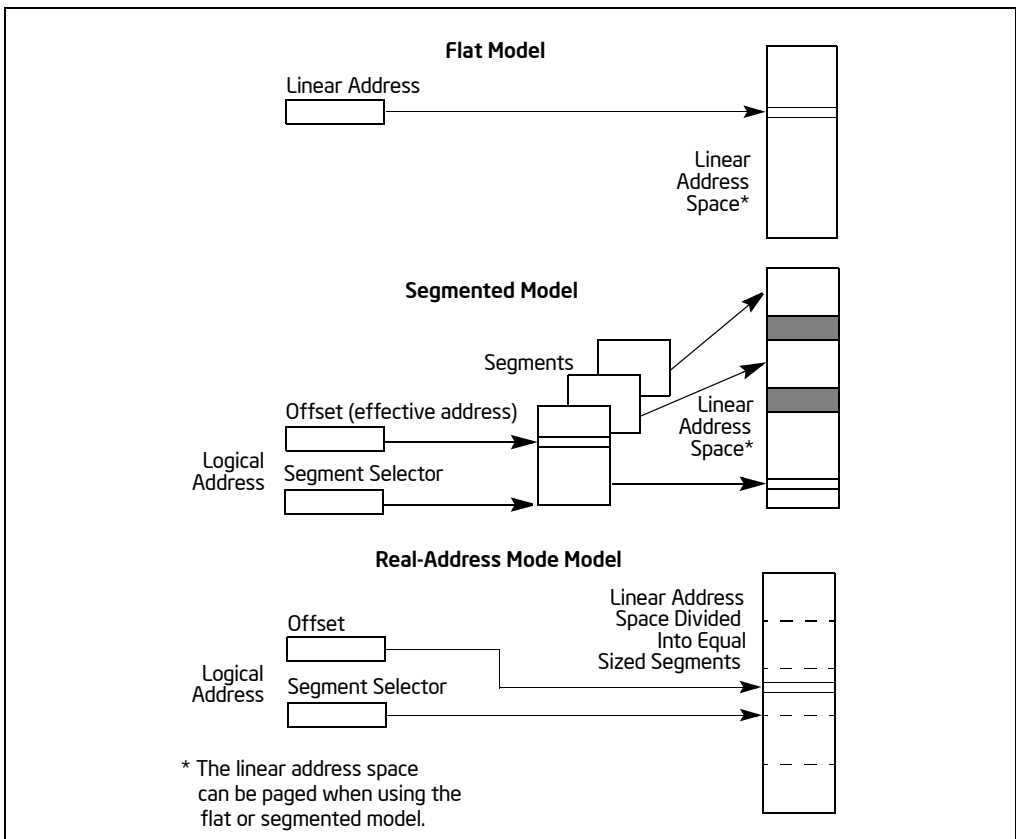 Flat Model
Linear Address
Linear
Address
Space*
Segmented Model
Segments
Offset (effective address)
Logical
Address
Segment Selector
Linear
Address
Space*
Real-Address Mode Model
Offset
Logical
Address
Segment Selector
Linear Address
Space Divided
Into Equal
Sized Segments
* The linear address space
can be paged when using the
flat or segmented model.